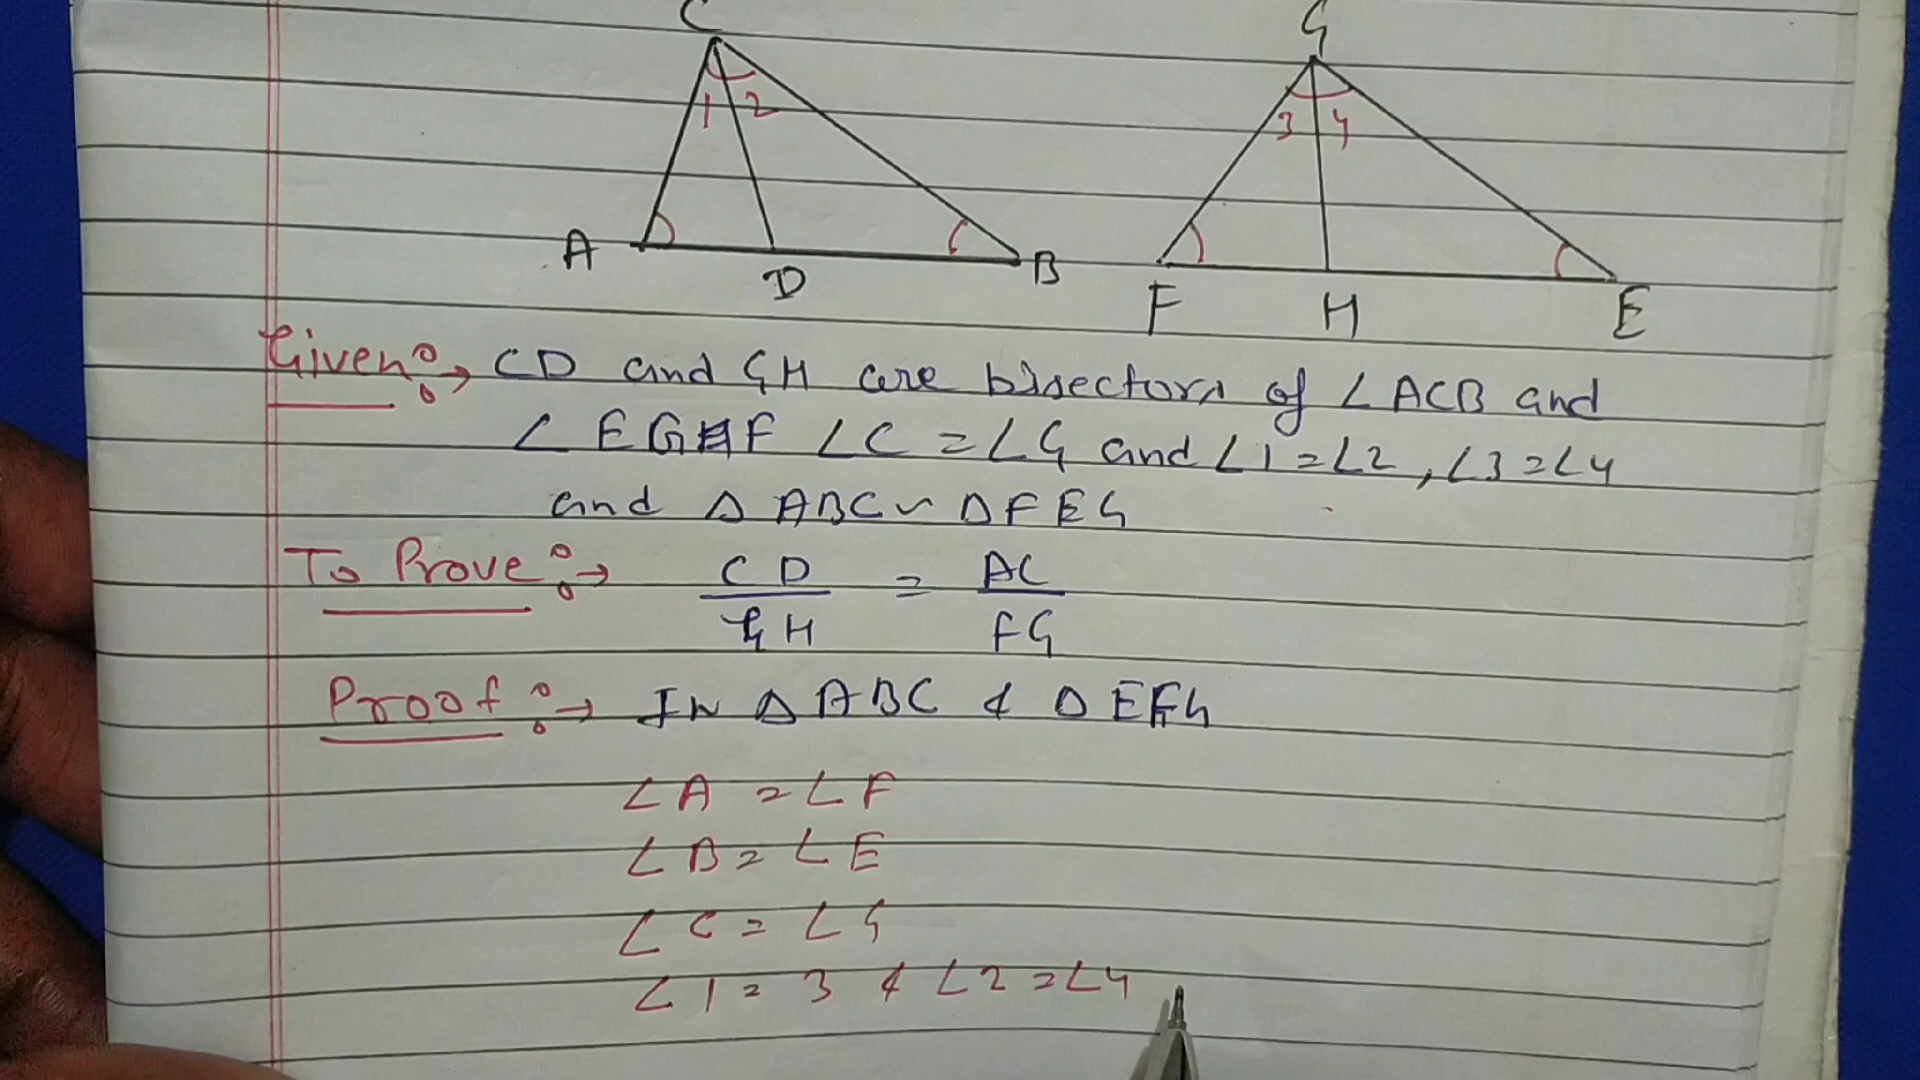 C G
1 2 3 4
A D B F H E
Given :→ CD and GH are bisectors of ∠ACB and
∠EGF ∠C = ∠G and ∠1 = ∠2, ∠3 = ∠4
and △ABC ~ △FEG
To Prove :→ CD/GH = AC/FG
Proof :→ In △ABC & △EFG
∠A = ∠F
∠B = ∠E
∠C = ∠G
∠1 = 3 & ∠2 = ∠4